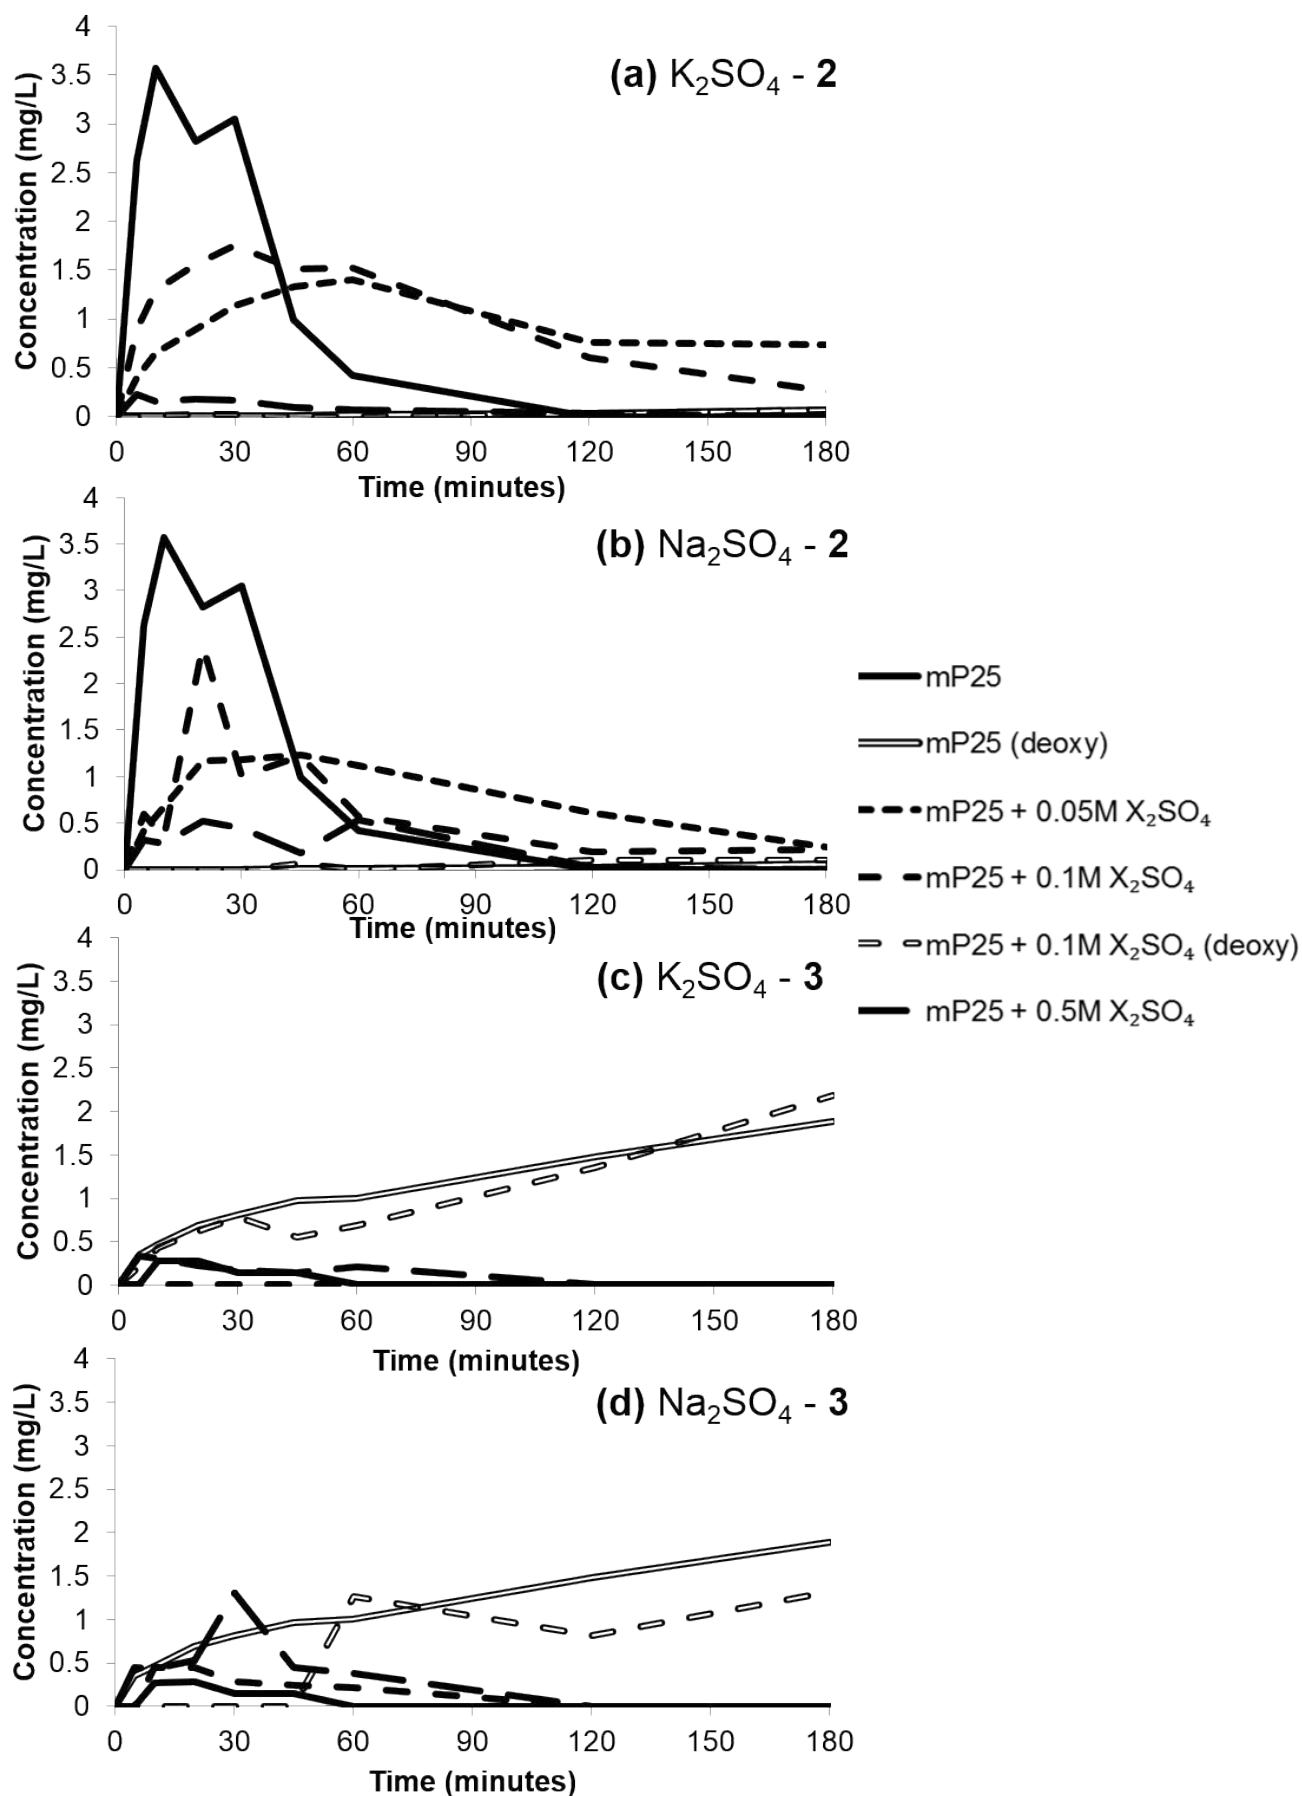 (a) K₂SO₄ - 2
Concentration (mg/L)
4
3.5
3
2.5
2
1.5
1
0.5
0
0 30 60 90 120 150 180
Time (minutes)
(b) Na₂SO₄ - 2
Concentration (mg/L)
4
3.5
3
2.5
2
1.5
1
0.5
0
0 30 60 90 120 150 180
Time (minutes)
mP25
mP25 (deoxy)
mP25 + 0.05M X₂SO₄
mP25 + 0.1M X₂SO₄
mP25 + 0.1M X₂SO₄ (deoxy)
mP25 + 0.5M X₂SO₄
(c) K₂SO₄ - 3
Concentration (mg/L)
4
3.5
3
2.5
2
1.5
1
0.5
0
0 30 60 90 120 150 180
Time (minutes)
(d) Na₂SO₄ - 3
Concentration (mg/L)
4
3.5
3
2.5
2
1.5
1
0.5
0
0 30 60 90 120 150 180
Time (minutes)